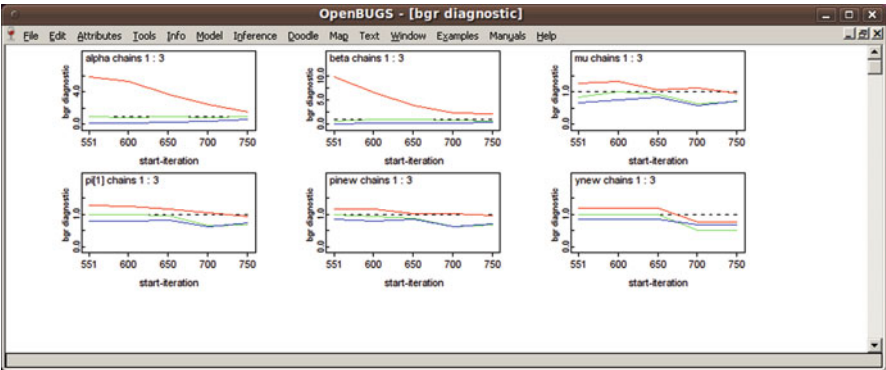 OpenBUGS - [bgr diagnostic]
File Edit Attributes Tools Info Model Inference Doodle Map Text Window Examples Manuals Help
alpha chains 1 : 3
bgr diagnostic
0.0 4.0
551 600 650 700 750
start-iteration
beta chains 1 : 3
bgr diagnostic
0.0 5.0 10.0
551 600 650 700 750
start-iteration
mu chains 1 : 3
bgr diagnostic
0.0 1.0
551 600 650 700 750
start-iteration
pi[1] chains 1 : 3
bgr diagnostic
0.0 1.0
551 600 650 700 750
start-iteration
pinew chains 1 : 3
bgr diagnostic
0.0 1.0
551 600 650 700 750
start-iteration
ynew chains 1 : 3
bgr diagnostic
0.0 1.0
551 600 650 700 750
start-iteration